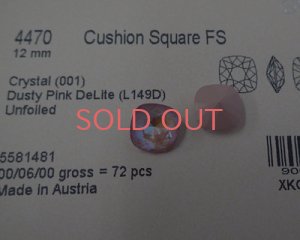 4470 Cushion Square FS
12 mm
Crystal (001)
Dusty Pink DeLite (L149D)
Unfoiled
SOLD OUT
5581481
00/06/00 gross = 72 pcs
Made in Austria
XK